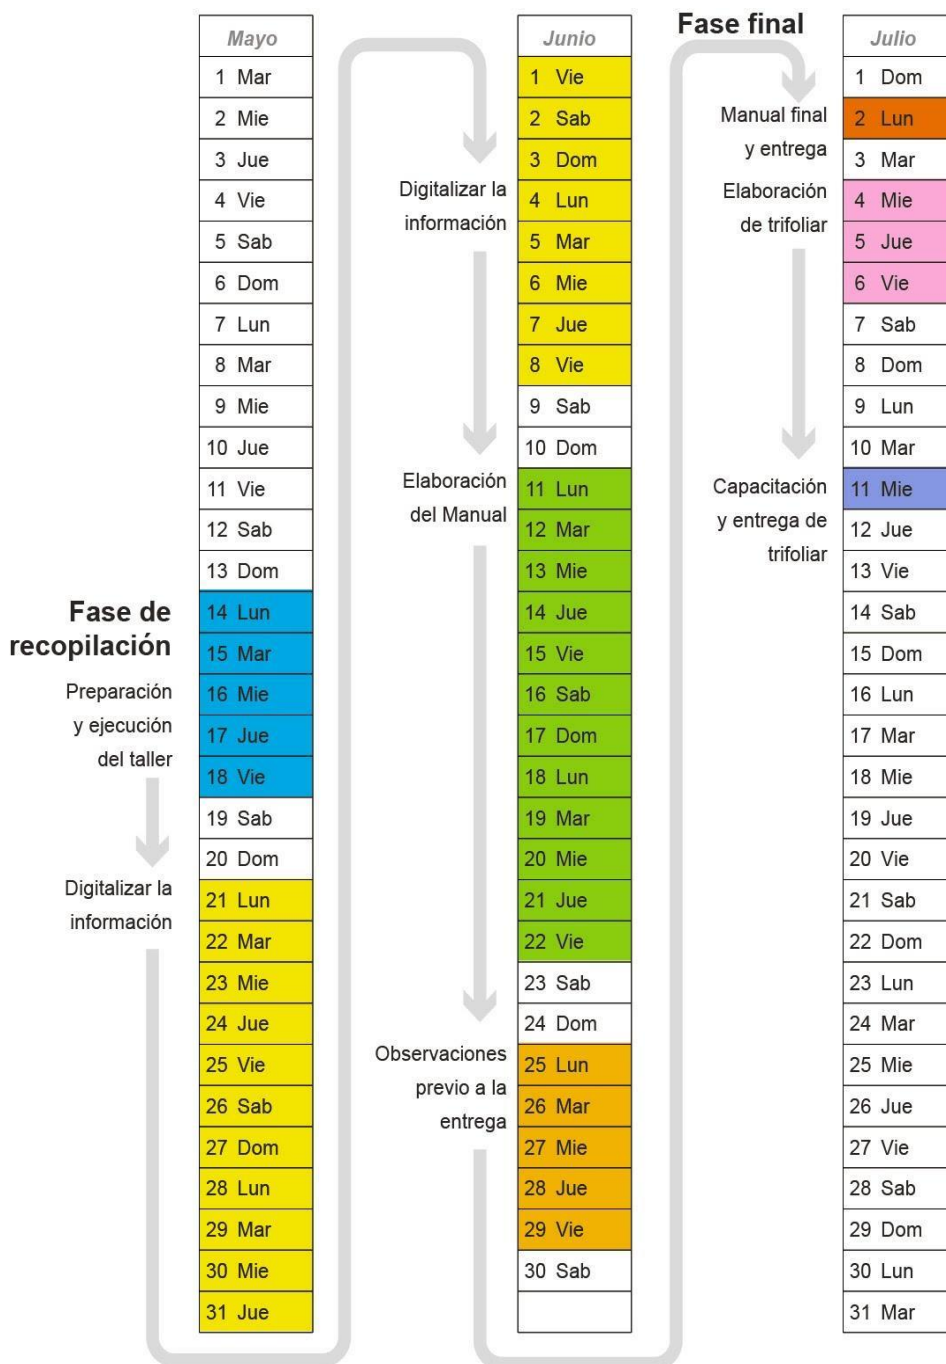 Mayo
1 Mar
2 Mie
3 Jue
4 Vie
5 Sab
6 Dom
7 Lun
8 Mar
9 Mie
10 Jue
11 Vie
12 Sab
13 Dom
14 Lun
15 Mar
16 Mie
17 Jue
18 Vie
19 Sab
20 Dom
21 Lun
22 Mar
23 Mie
24 Jue
25 Vie
26 Sab
27 Dom
28 Lun
29 Mar
30 Mie
31 Jue
Fase de
recopilación
Preparación
y ejecución
del taller
Digitalizar la
información
Junio
1 Vie
2 Sab
3 Dom
4 Lun
5 Mar
6 Mie
7 Jue
8 Vie
9 Sab
10 Dom
11 Lun
12 Mar
13 Mie
14 Jue
15 Vie
16 Sab
17 Dom
18 Lun
19 Mar
20 Mie
21 Jue
22 Vie
23 Sab
24 Dom
25 Lun
26 Mar
27 Mie
28 Jue
29 Vie
30 Sab
Digitalizar la
información
Elaboración
del Manual
Observaciones
previo a la
entrega
Fase final
Julio
1 Dom
2 Lun
3 Mar
4 Mie
5 Jue
6 Vie
7 Sab
8 Dom
9 Lun
10 Mar
11 Mie
12 Jue
13 Vie
14 Sab
15 Dom
16 Lun
17 Mar
18 Mie
19 Jue
20 Vie
21 Sab
22 Dom
23 Lun
24 Mar
25 Mie
26 Jue
27 Vie
28 Sab
29 Dom
30 Lun
31 Mar
Manual final
y entrega
Elaboración
de trifoliar
Capacitación
y entrega de
trifoliar